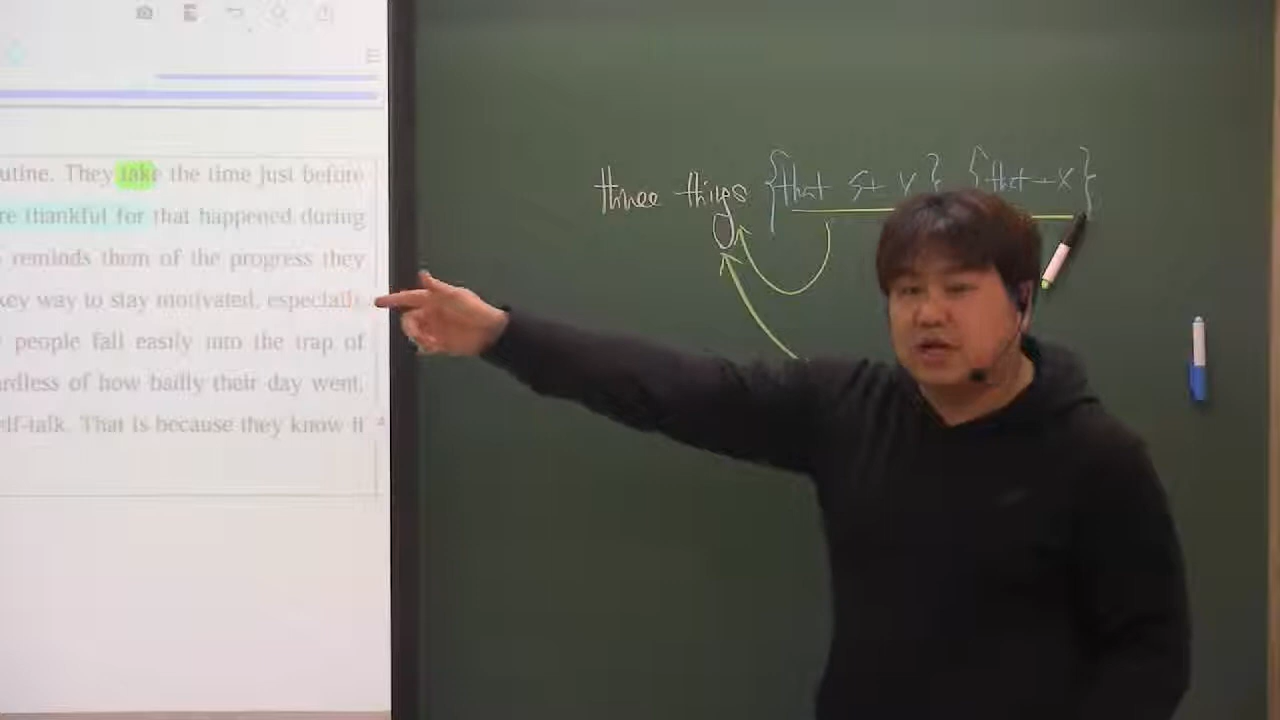 utine. They take the time just before
re thankful for that happened during
reminds them of the progress they
key way to stay motivated, especially
people fall easily into the trap of
ardless of how badly their day went,
elf-talk. That is because they know it
three things {that S+ V} {that + X}